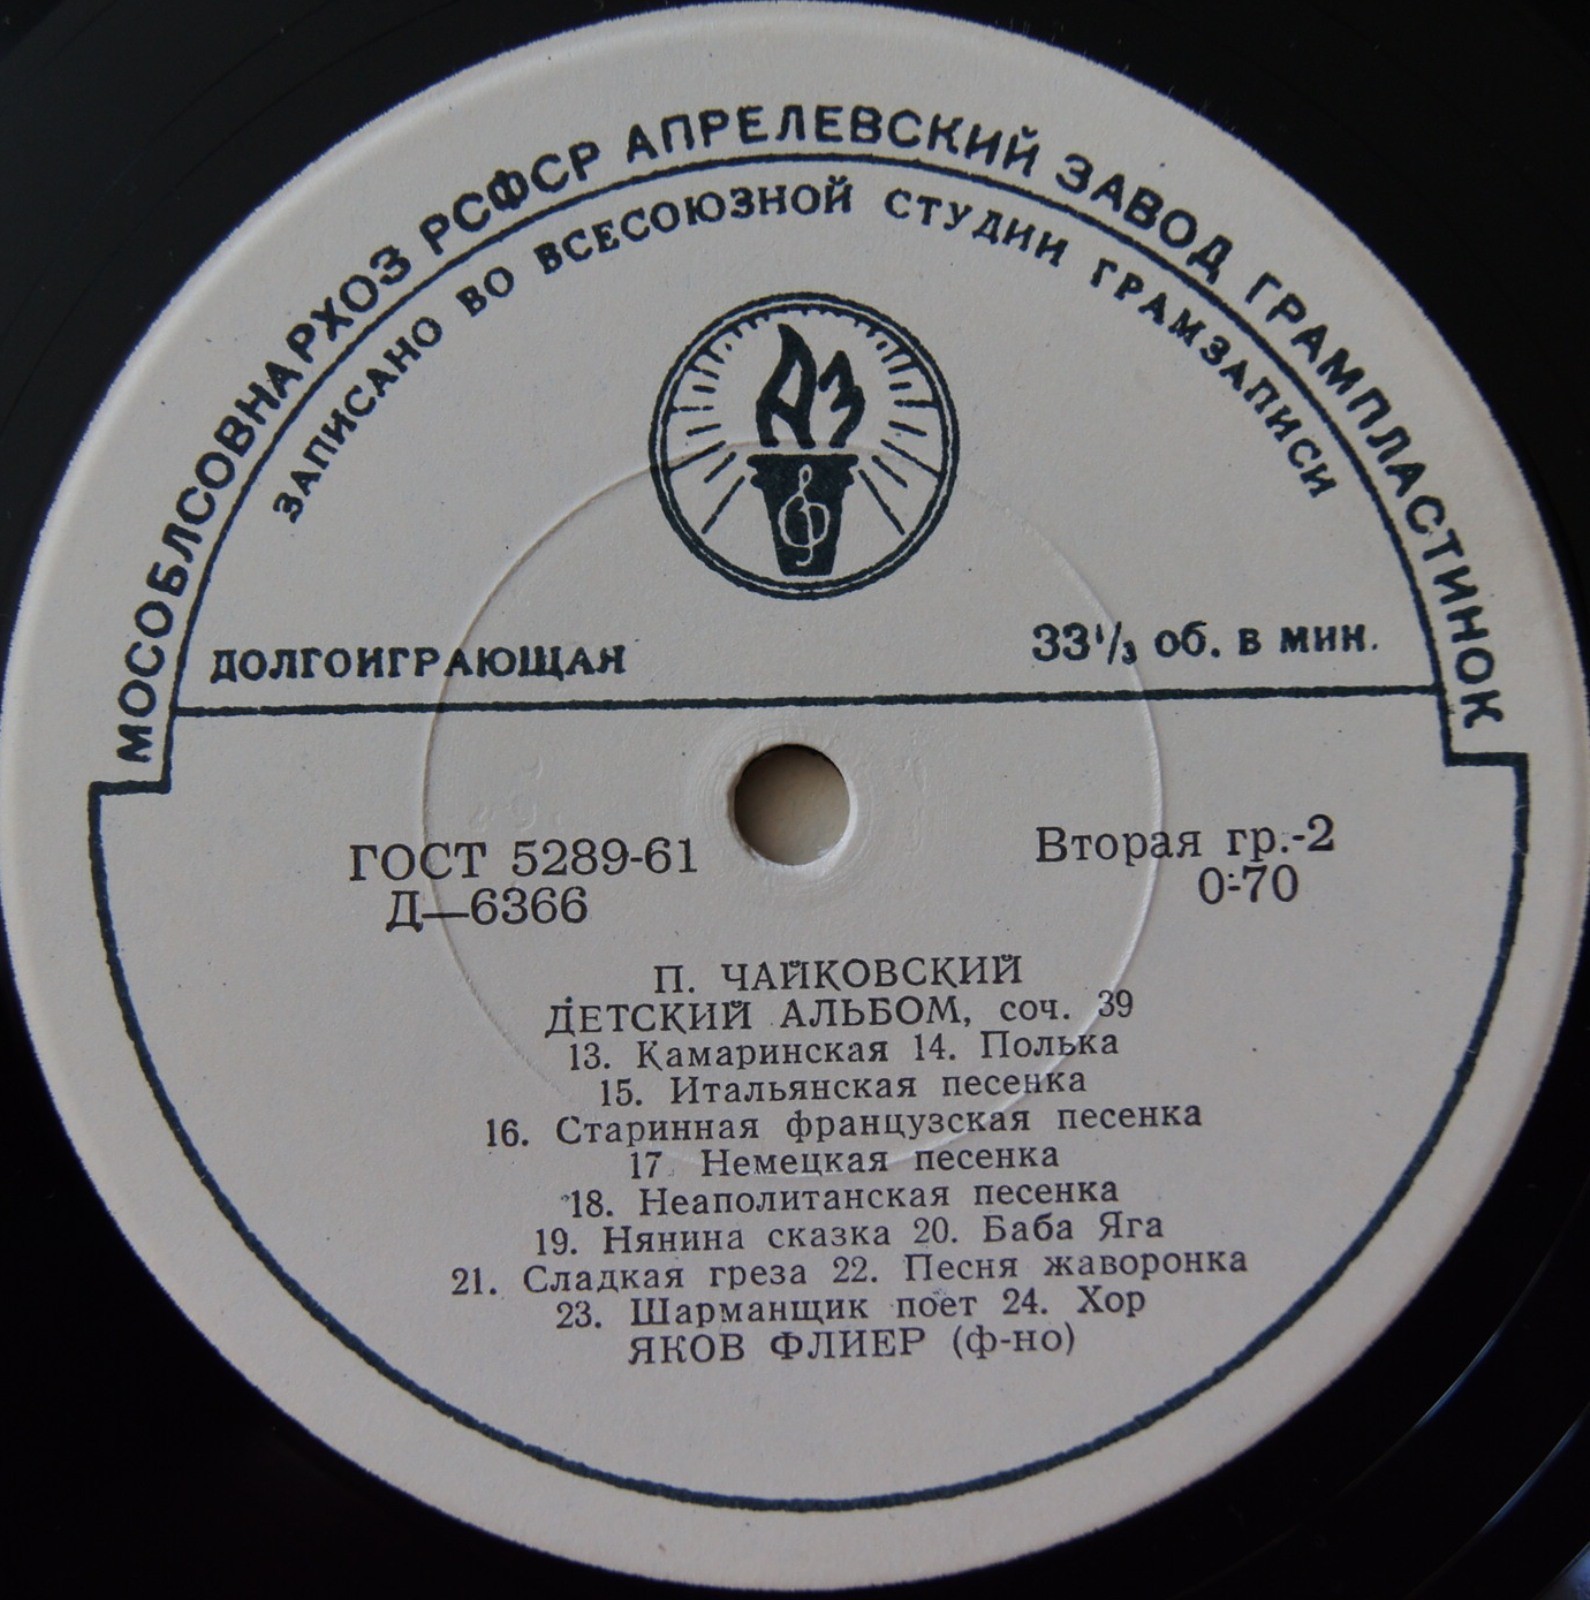 МОСОБЛСОВНАРХОЗ РСФСР АПРЕЛЕВСКИЙ ЗАВОД ГРАМПЛАСТИНОК
ЗАПИСАНО ВО ВСЕСОЮЗНОЙ СТУДИИ ГРАМЗАПИСИ
АЗ
ДОЛГОИГРАЮЩАЯ
33⅓ об. в мин.
ГОСТ 5289-61
Д—6366
Вторая гр.-2
0-70
П. ЧАЙКОВСКИЙ
ДЕТСКИЙ АЛЬБОМ, соч. 39
13. Камаринская 14. Полька
15. Итальянская песенка
16. Старинная французская песенка
17. Немецкая песенка
18. Неаполитанская песенка
19. Нянина сказка 20. Баба Яга
21. Сладкая греза 22. Песня жаворонка
23. Шарманщик поет 24. Хор
ЯКОВ ФЛИЕР (ф-но)